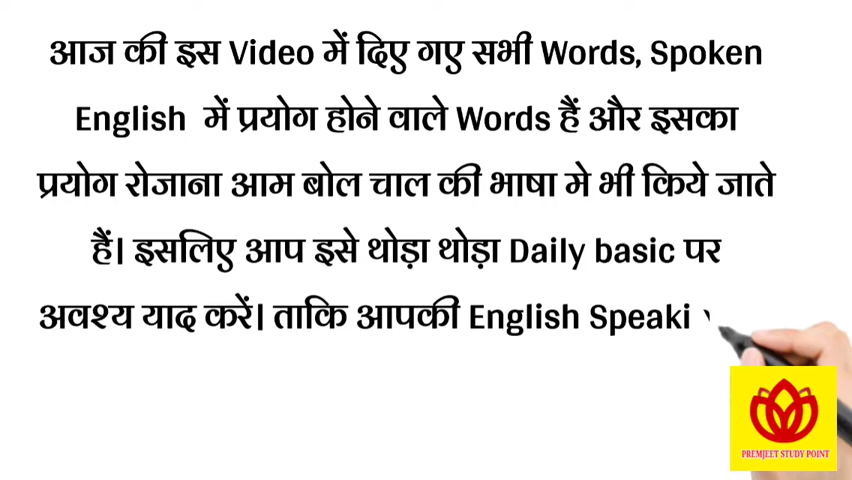 आज की इस Video में दिए गए सभी Words, Spoken
English में प्रयोग होने वाले Words हैं और इसका
प्रयोग रोजाना आम बोल चाल की भाषा मे भी किये जाते
हैं। इसलिए आप इसे थोड़ा थोड़ा Daily basic पर
अवश्य याद करें। ताकि आपकी English Speaki
PREMJEET STUDY POINT